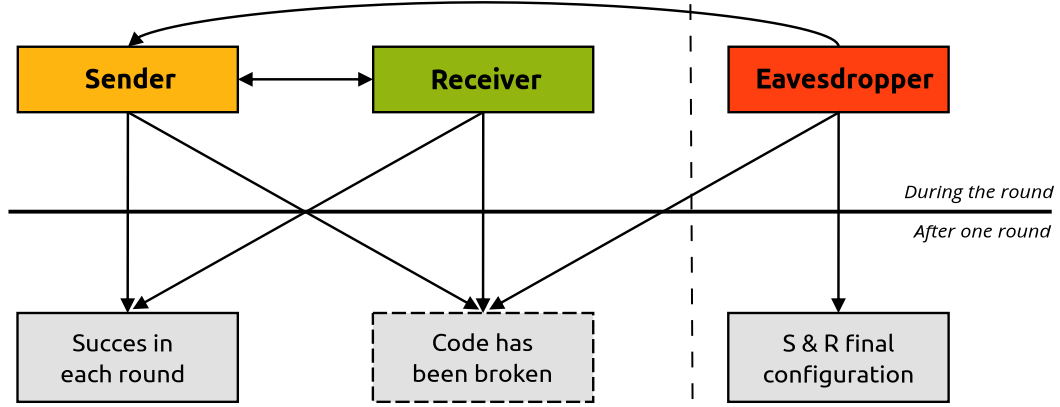 Sender
Receiver
Eavesdropper
During the round
After one round
Succes in
each round
Code has
been broken
S & R final
configuration